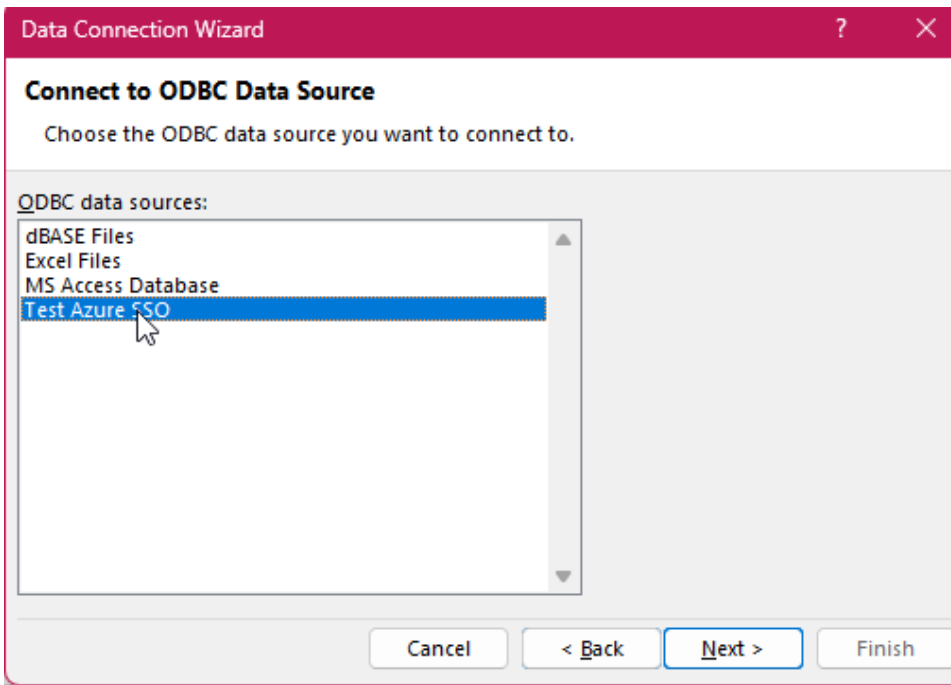 Data Connection Wizard ?
Connect to ODBC Data Source
Choose the ODBC data source you want to connect to.
ODBC data sources:
dBASE Files
Excel Files
MS Access Database
Test Azure SSO
Cancel < Back Next > Finish